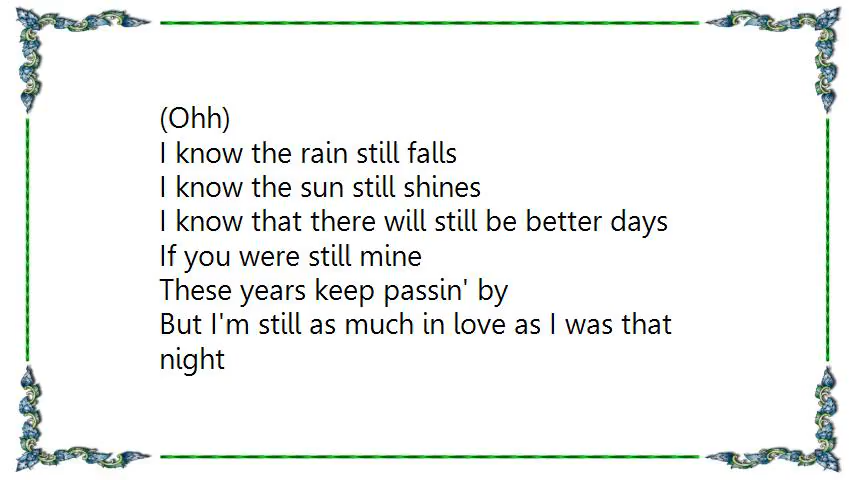 (Ohh)
I know the rain still falls
I know the sun still shines
I know that there will still be better days
If you were still mine
These years keep passin' by
But I'm still as much in love as I was that
night